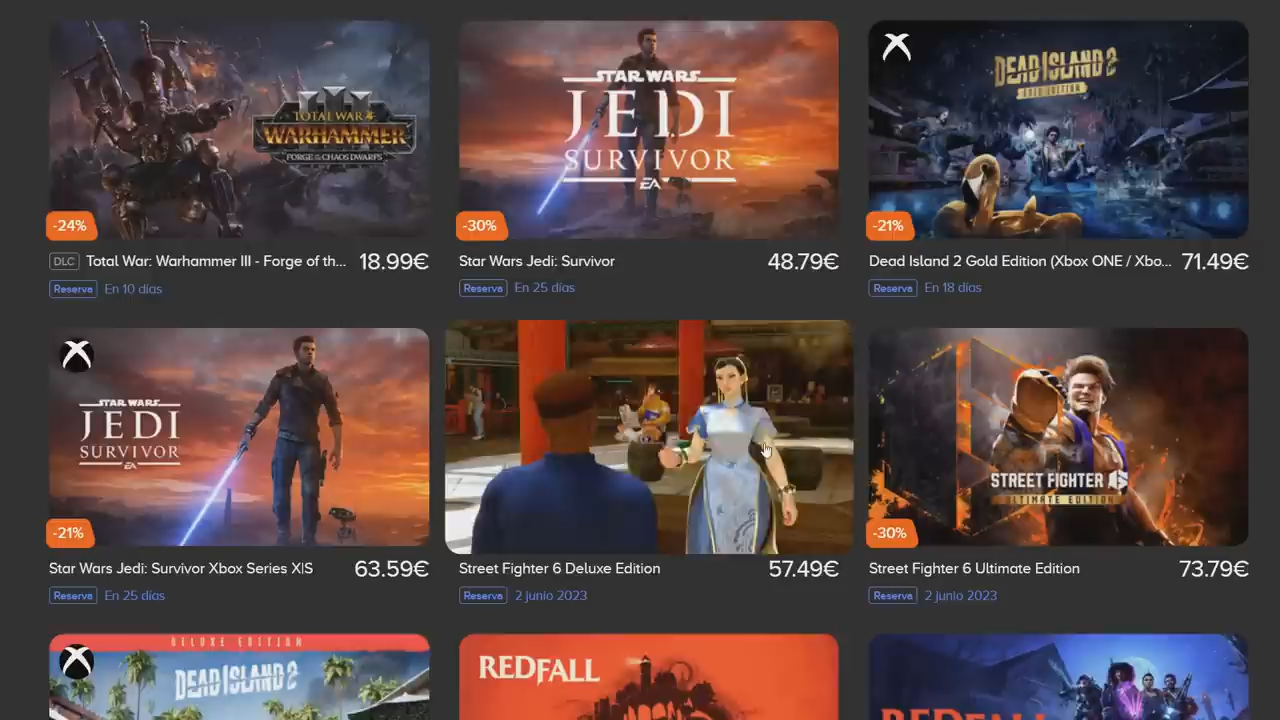 TOTAL WAR
WARHAMMER
FORGE OF THE CHAOS DWARFS
-24%
DLC Total War: Warhammer III - Forge of th... 18.99€
Reserva En 10 días
STAR WARS
JEDI
SURVIVOR
EA
-30%
Star Wars Jedi: Survivor 48.79€
Reserva En 25 días
DEAD ISLAND 2
GOLD EDITION
-21%
Dead Island 2 Gold Edition (Xbox ONE / Xbo... 71.49€
Reserva En 18 días
STAR WARS
JEDI
SURVIVOR
EA
-21%
Star Wars Jedi: Survivor Xbox Series X|S 63.59€
Reserva En 25 días
Street Fighter 6 Deluxe Edition 57.49€
Reserva 2 junio 2023
STREET FIGHTER 6
ULTIMATE EDITION
-30%
Street Fighter 6 Ultimate Edition 73.79€
Reserva 2 junio 2023
DELUXE EDITION
DEAD ISLAND 2
REDFALL
REDFALL